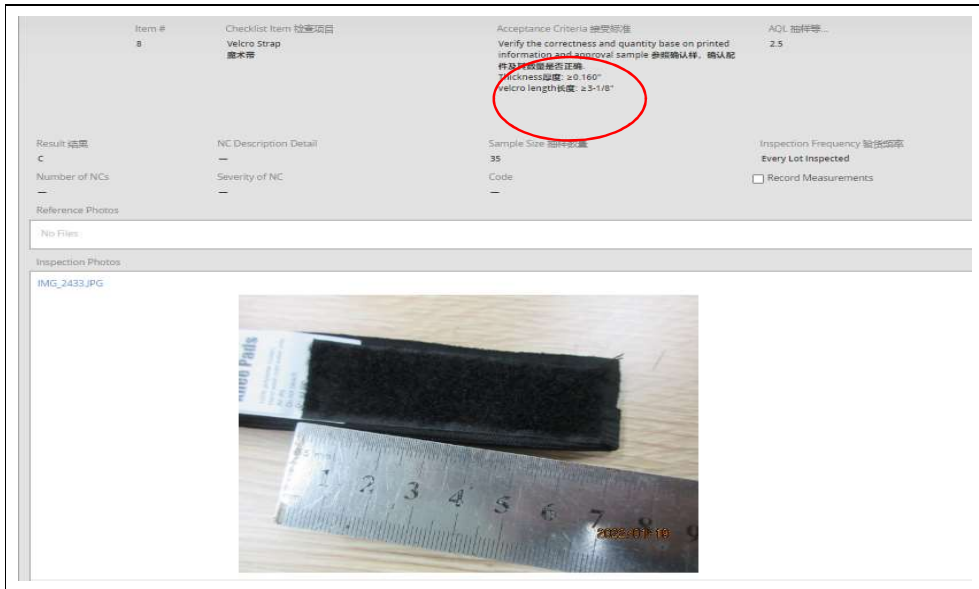 Item #
Checklist Item 检查项目
Acceptance Criteria 接受标准
AQL 抽样等...
8
Velcro Strap
魔术带
Verify the correctness and quantity base on printed
information and approval sample 参照确认样，确认配
件及其数量是否正确.
Thickness厚度: ≥0.160"
velcro length长度: ≥3-1/8"
2.5
Result 结果
NC Description Detail
Sample Size 抽样数量
Inspection Frequency 验货频率
C
—
35
Every Lot Inspected
Number of NCs
Severity of NC
Code
Record Measurements
—
—
—
Reference Photos
No Files
Inspection Photos
IMG_2433.JPG
Knee Pads
1 2 3 4 5 6 7 8 9